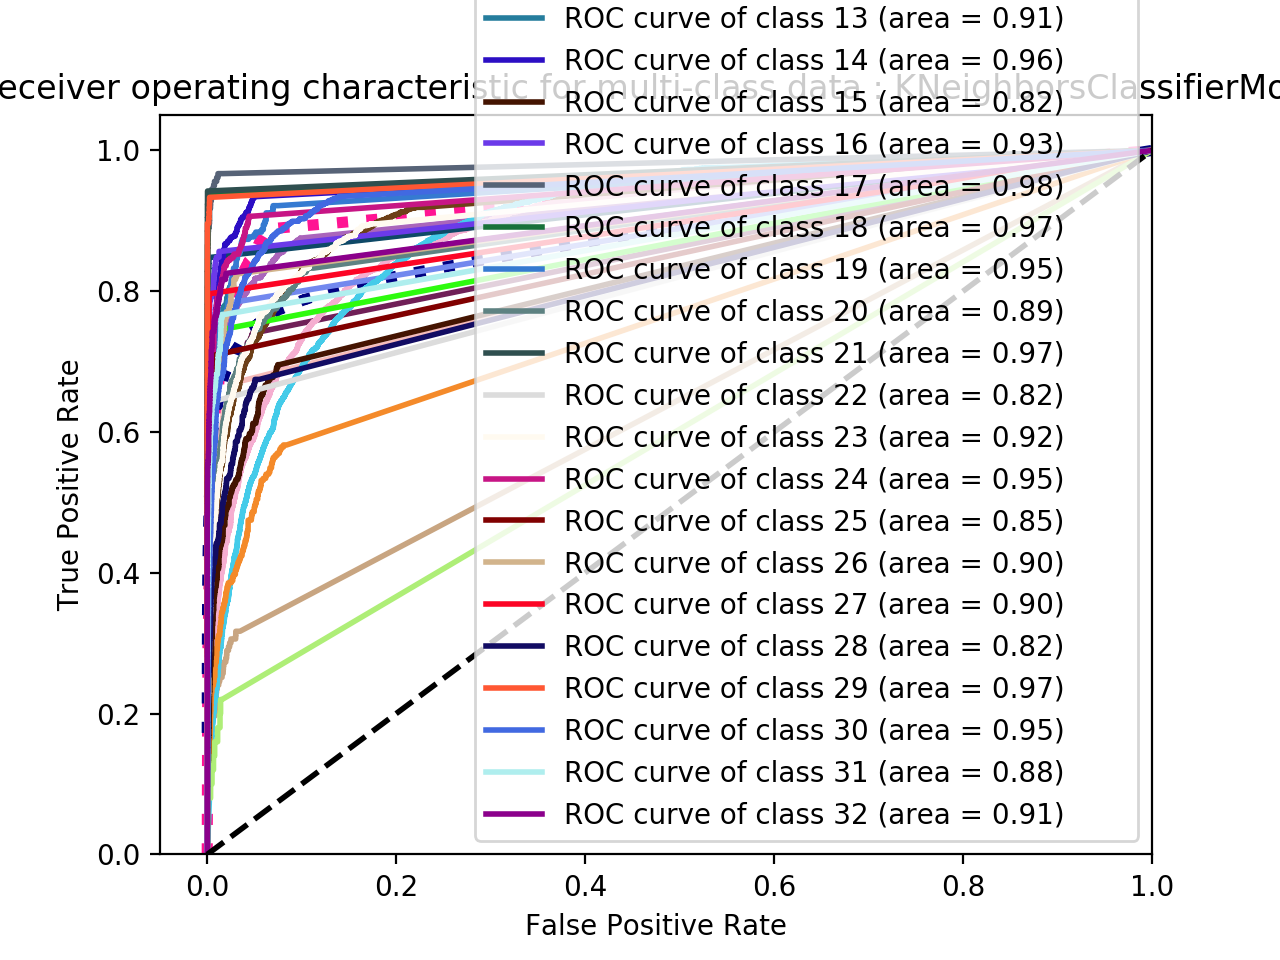 ROC curve of class 13 (area = 0.91)
ROC curve of class 14 (area = 0.96)
eceiver operating characteristic for multi-class data : KNeighborsClassifierMo
ROC curve of class 15 (area = 0.82)
ROC curve of class 16 (area = 0.93)
ROC curve of class 17 (area = 0.98)
ROC curve of class 18 (area = 0.97)
ROC curve of class 19 (area = 0.95)
ROC curve of class 20 (area = 0.89)
ROC curve of class 21 (area = 0.97)
ROC curve of class 22 (area = 0.82)
ROC curve of class 23 (area = 0.92)
ROC curve of class 24 (area = 0.95)
ROC curve of class 25 (area = 0.85)
ROC curve of class 26 (area = 0.90)
ROC curve of class 27 (area = 0.90)
ROC curve of class 28 (area = 0.82)
ROC curve of class 29 (area = 0.97)
ROC curve of class 30 (area = 0.95)
ROC curve of class 31 (area = 0.88)
ROC curve of class 32 (area = 0.91)
True Positive Rate
1.0
0.8
0.6
0.4
0.2
0.0
0.0 0.2 0.4 0.6 0.8 1.0
False Positive Rate